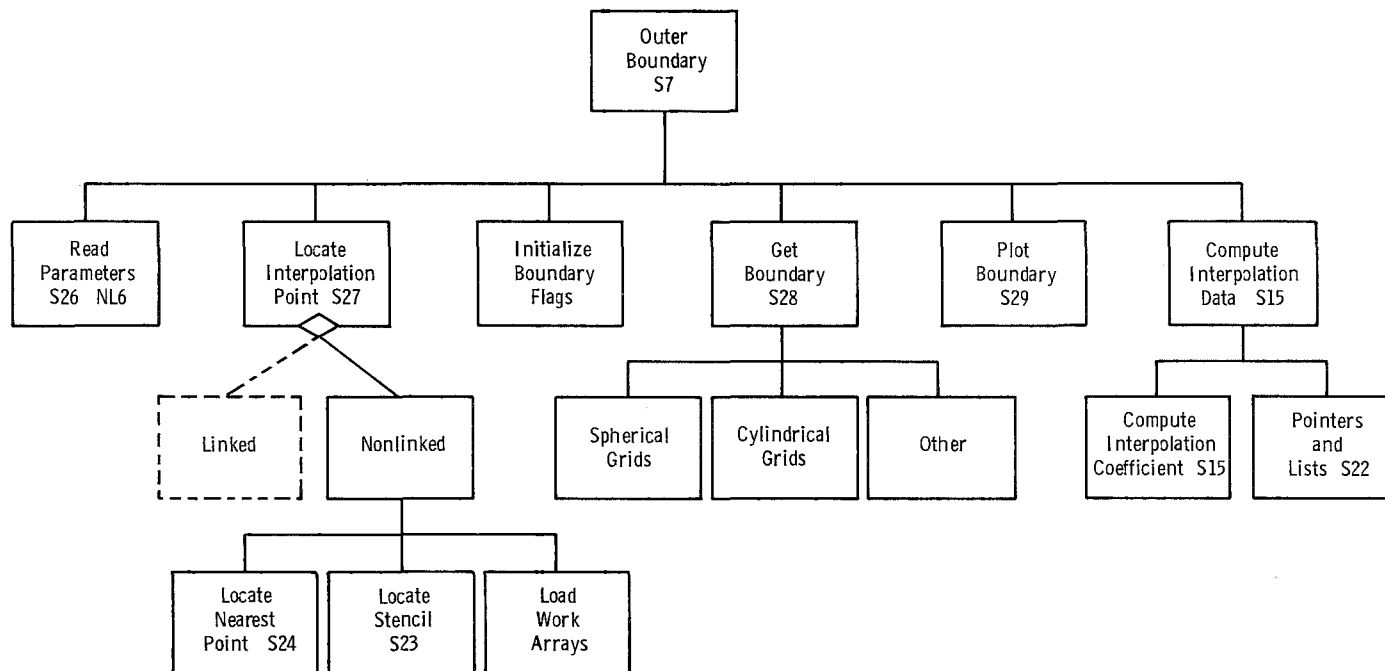 Outer
Boundary
S7
Read
Parameters
S26 NL6
Locate
Interpolation
Point S27
Initialize
Boundary
Flags
Get
Boundary
S28
Plot
Boundary
S29
Compute
Interpolation
Data S15
Linked
Nonlinked
Spherical
Grids
Cylindrical
Grids
Other
Compute
Interpolation
Coefficient S15
Pointers
and
Lists S22
Locate
Nearest
Point S24
Locate
Stencil
S23
Load
Work
Arrays